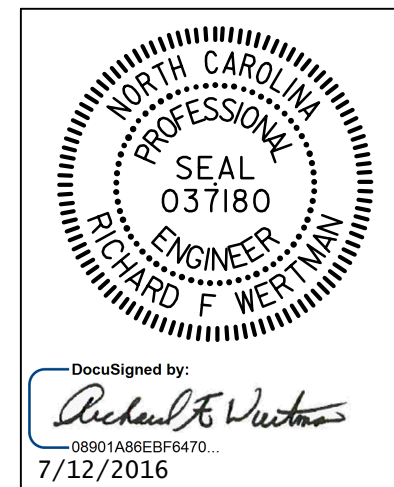 NORTH CAROLINA
PROFESSIONAL
SEAL
037180
ENGINEER
RICHARD F WERTMAN
DocuSigned by:
Richard F Wertman
08901A86EBF6470...
7/12/2016